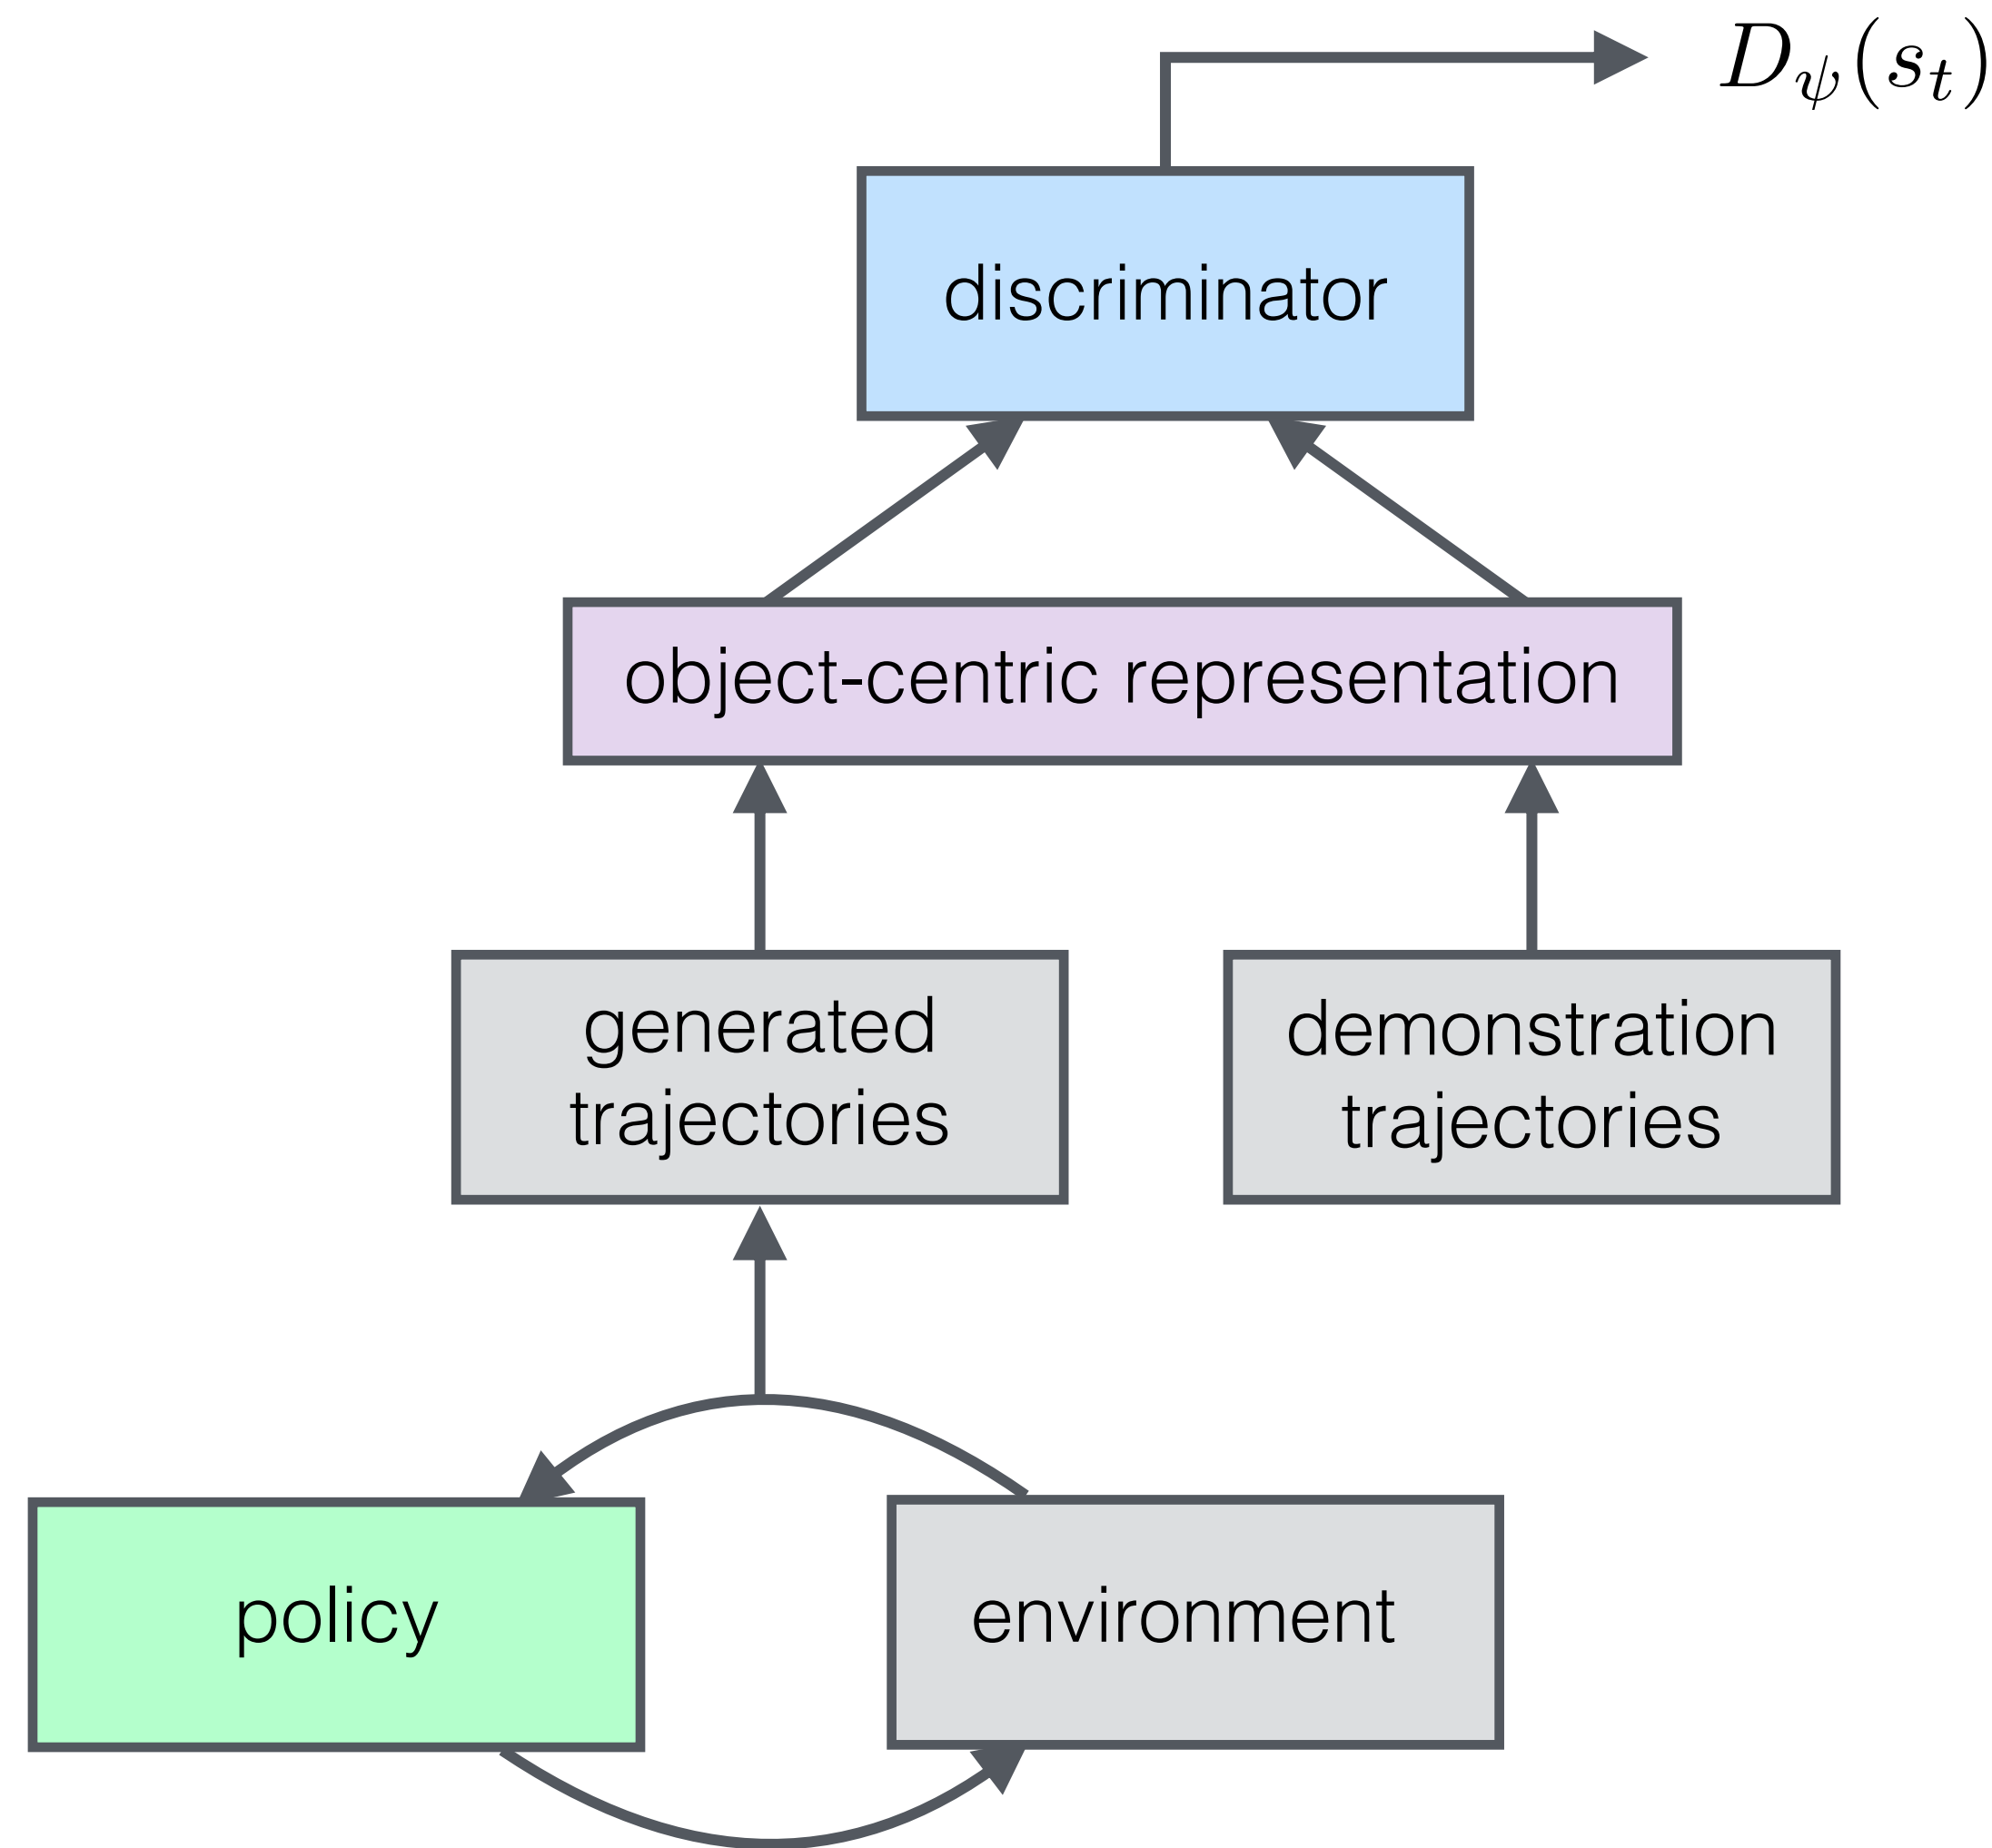 D_ψ(s_t)
discriminator
object-centric representation
generated
trajectories
demonstration
trajectories
policy
environment